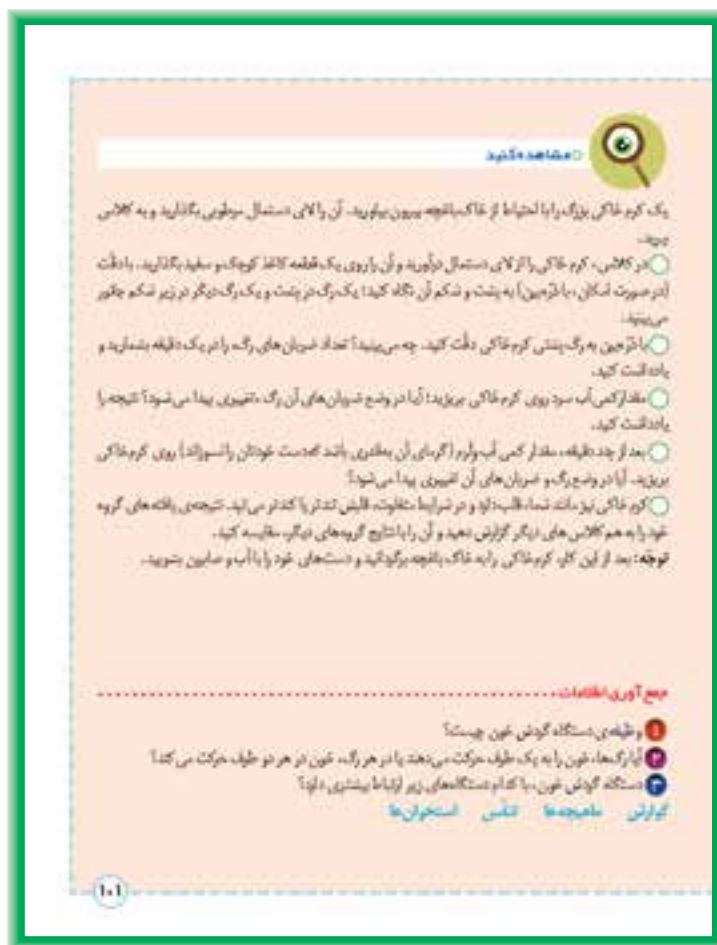 مشاهده کنید
یک کرم خاکی بزرگ را با احتیاط از خاک باغچه بیرون بیاورید. آن را لای دستمال مرطوبی بگذارید و به کلاس
ببرید.
در کلاس، کرم خاکی را از لای دستمال درآورید و آن را روی یک قطعه کاغذ کوچک و سفید بگذارید. با دقّت
(در صورت امکان، با ذرّه‌بین) به پشت و شکم آن نگاه کنید؛ یک رگ در پشت و یک رگ دیگر در زیر شکم جانور
می‌بینید.
با ذرّه‌بین به رگ پشتی کرم خاکی دقّت کنید. چه می‌بینید؟ تعداد ضربان‌های رگ، را در یک دقیقه بشمارید و
یادداشت کنید.
مقدار کمی آب سرد روی کرم خاکی بریزید؛ آیا در وضع ضربان‌های آن رگ، تغییری پیدا می‌شود؟ نتیجه را
یادداشت کنید.
بعد از چند دقیقه، مقدار کمی آب ولرم (گرمای آن به‌قدری باشد که دست خودتان را نسوزاند) روی کرم خاکی
بریزید. آیا در وضع رگ و ضربان‌های آن تغییری پیدا می‌شود؟
کرم خاکی نیز مانند شما، قلب دارد و در شرایط متفاوت، قلبش تندتر یا کندتر می‌تپد. نتیجه‌ی یافته‌های گروه
خود را به هم‌کلاسی‌های دیگر گزارش دهید و آن را با نتایج گروه‌های دیگر، مقایسه کنید.
توجّه: بعد از این کار، کرم خاکی را به خاک باغچه برگردانید و دست‌های خود را با آب و صابون بشویید.
جمع آوری اطلاعات
۱ وظیفه‌ی دستگاه گردش خون چیست؟
۲ آیا رگ‌ها، خون را به یک طرف حرکت می‌دهند یا در هر رگ، خون در هر دو طرف حرکت می‌کند؟
۳ دستگاه گردش خون، با کدام دستگاه‌های زیر ارتباط بیشتری دارد؟
گوارش ماهیچه‌ها تنفّس استخوان‌ها
۱۰۱